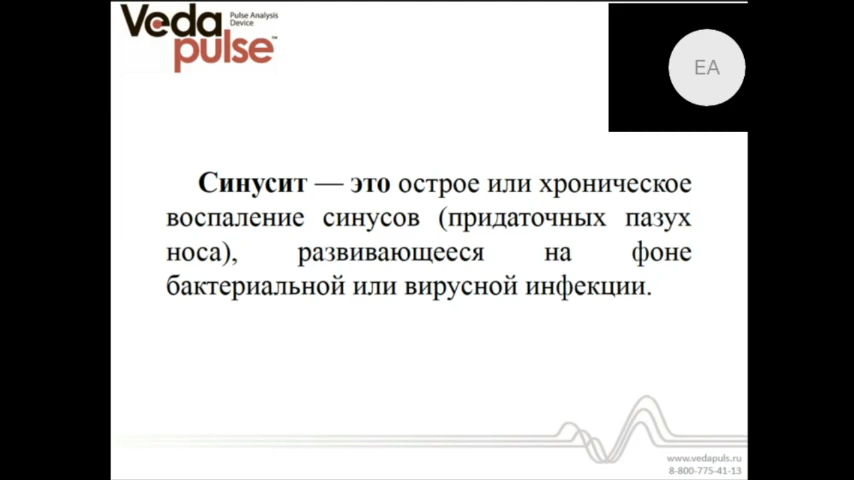 Veda
Pulse Analysis
Device
pulse™
EA
Синусит — это острое или хроническое
воспаление синусов (придаточных пазух
носа), развивающееся на фоне
бактериальной или вирусной инфекции.
www.vedapuls.ru
8-800-775-41-13